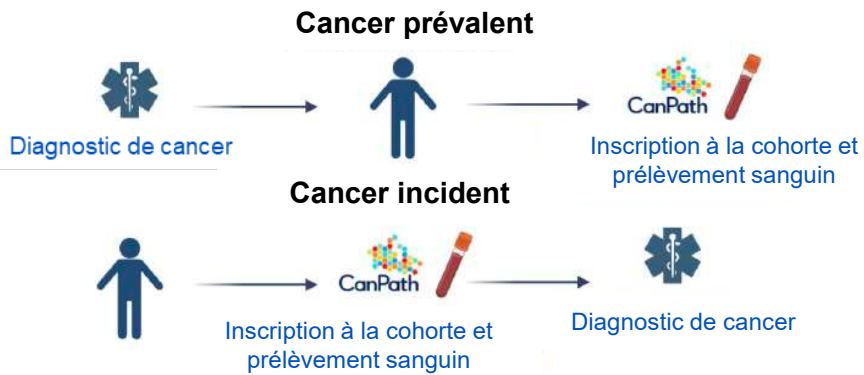 Cancer prévalent
CanPath
Diagnostic de cancer
Inscription à la cohorte et
prélèvement sanguin
Cancer incident
CanPath
Inscription à la cohorte et
prélèvement sanguin
Diagnostic de cancer